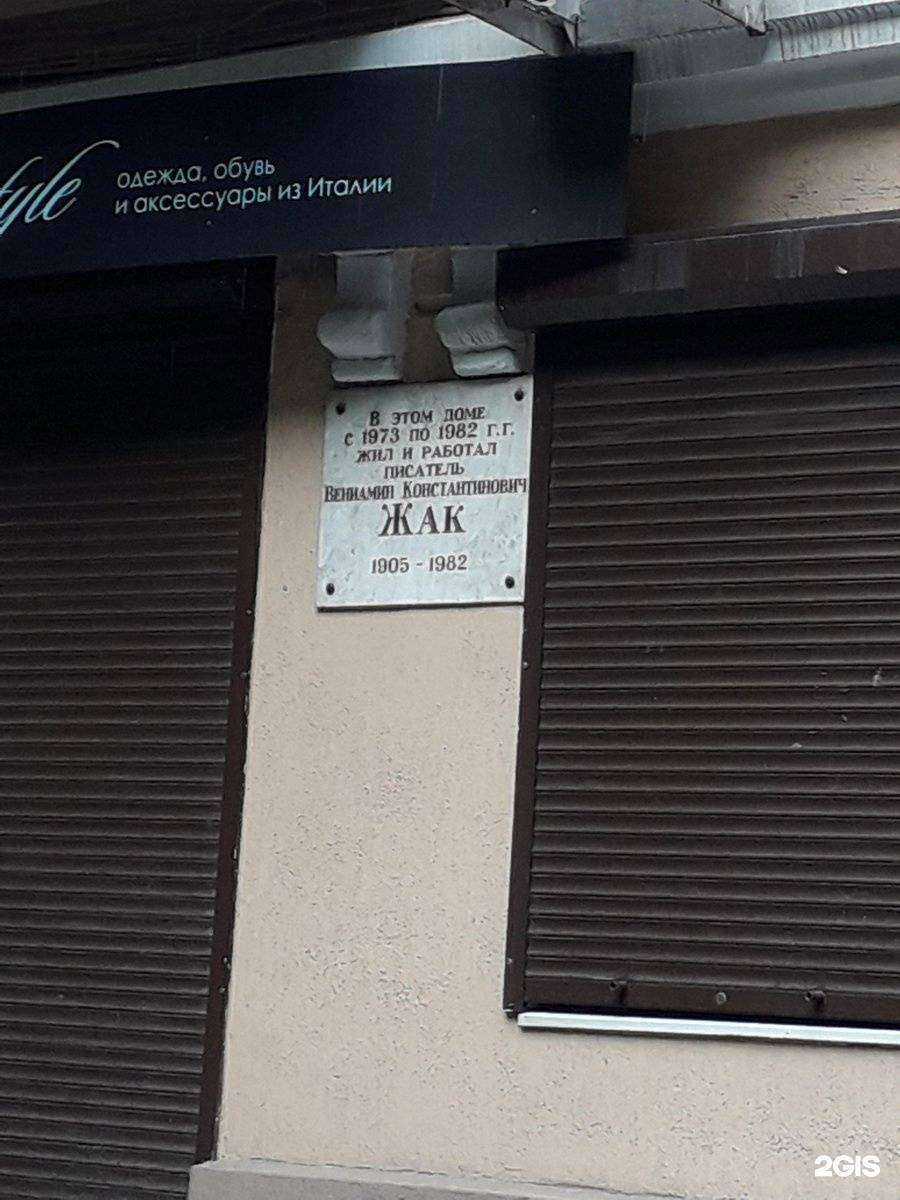 одежда, обувь
и аксессуары из Италии
В ЭТОМ ДОМЕ
С 1973 ПО 1982 Г.Г.
ЖИЛ И РАБОТАЛ
ПИСАТЕЛЬ
ВЕНИАМИН КОНСТАНТИНОВИЧ
ЖАК
1905 - 1982
2GIS